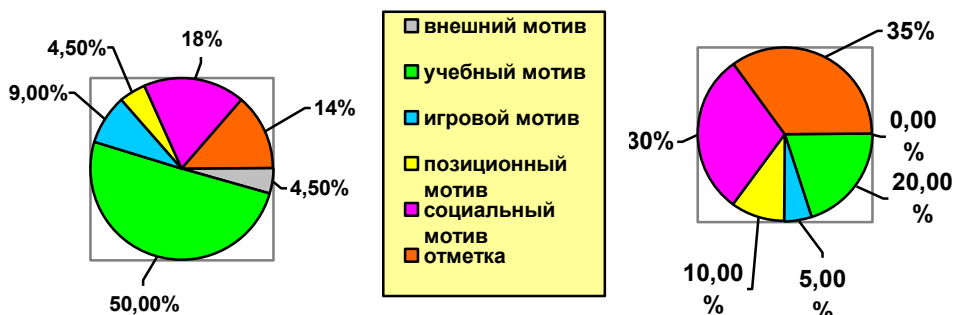 18%
4,50%
9,00%
14%
4,50%
50,00%
внешний мотив
учебный мотив
игровой мотив
позиционный
мотив
социальный
мотив
отметка
35%
0,00
%
30%
20,00
%
10,00
%
5,00
%